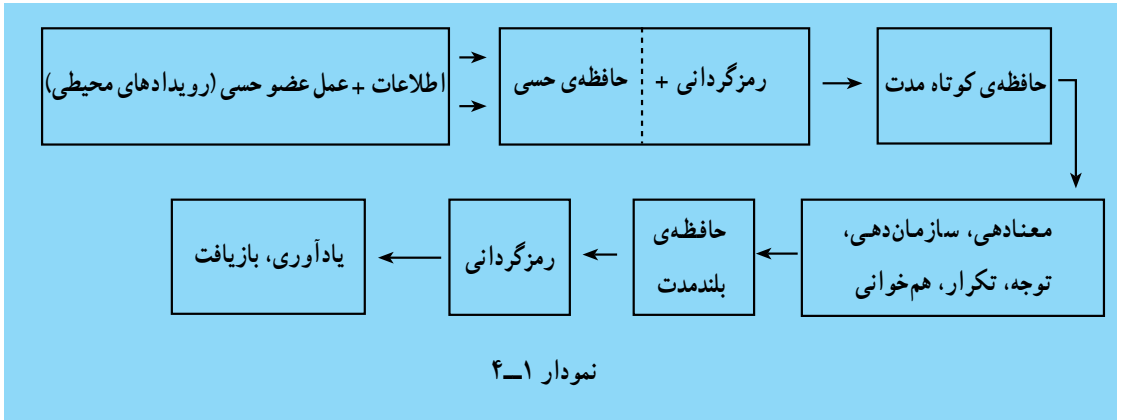 اطلاعات + عمل عضو حسی (رویدادهای محیطی)
حافظه‌ی حسی + رمزگردانی
حافظه‌ی کوتاه مدت
معنادهی، سازمان‌دهی،
توجه، تکرار، هم‌خوانی
حافظه‌ی
بلندمدت
رمزگردانی
یادآوری، بازیافت
نمودار ۱ــ۴